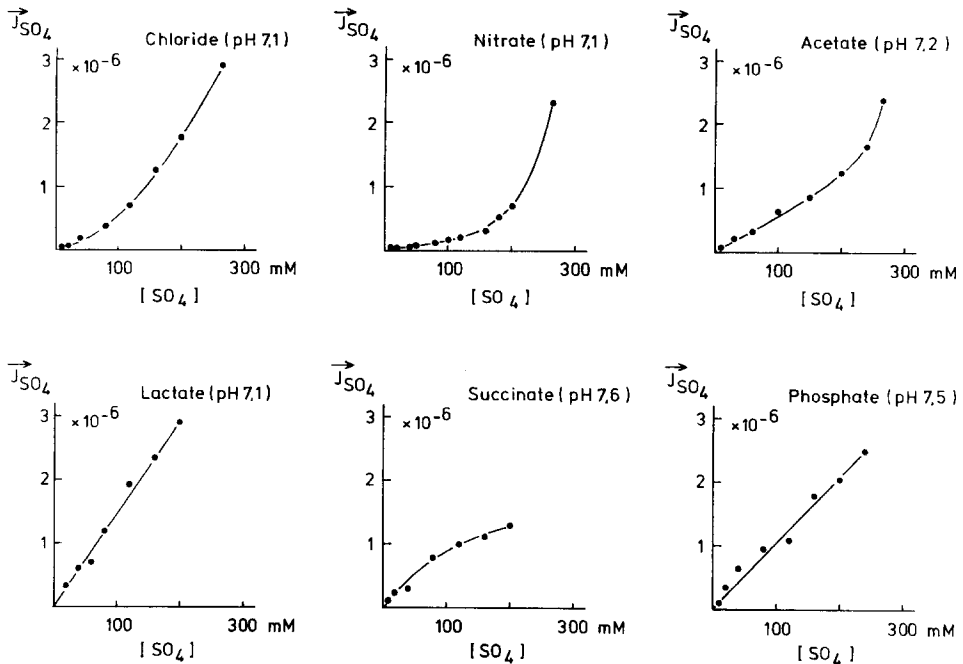 J SO4
Chloride (pH 7,1)
3
× 10-6
2
1
100
300 mM
[ SO4 ]
J SO4
Nitrate ( pH 7,1)
3
× 10-6
2
1
100
300 mM
[ SO4 ]
J SO4
Acetate ( pH 7,2 )
3
× 10-6
2
1
100
300 mM
[ SO4 ]
J SO4
Lactate (pH 7,1)
3
× 10-6
2
1
100
300 mM
[ SO4 ]
J SO4
Succinate ( pH 7,6 )
3
× 10-6
2
1
100
300 mM
[ SO4 ]
J SO4
Phosphate ( pH 7,5 )
3
×10-6
2
1
100
300 mM
[ SO4 ]